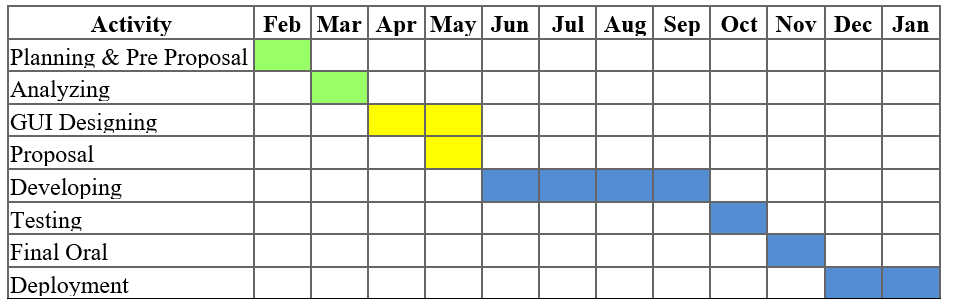 Activity Feb Mar Apr May Jun Jul Aug Sep Oct Nov Dec Jan
Planning & Pre Proposal
Analyzing
GUI Designing
Proposal
Developing
Testing
Final Oral
Deployment